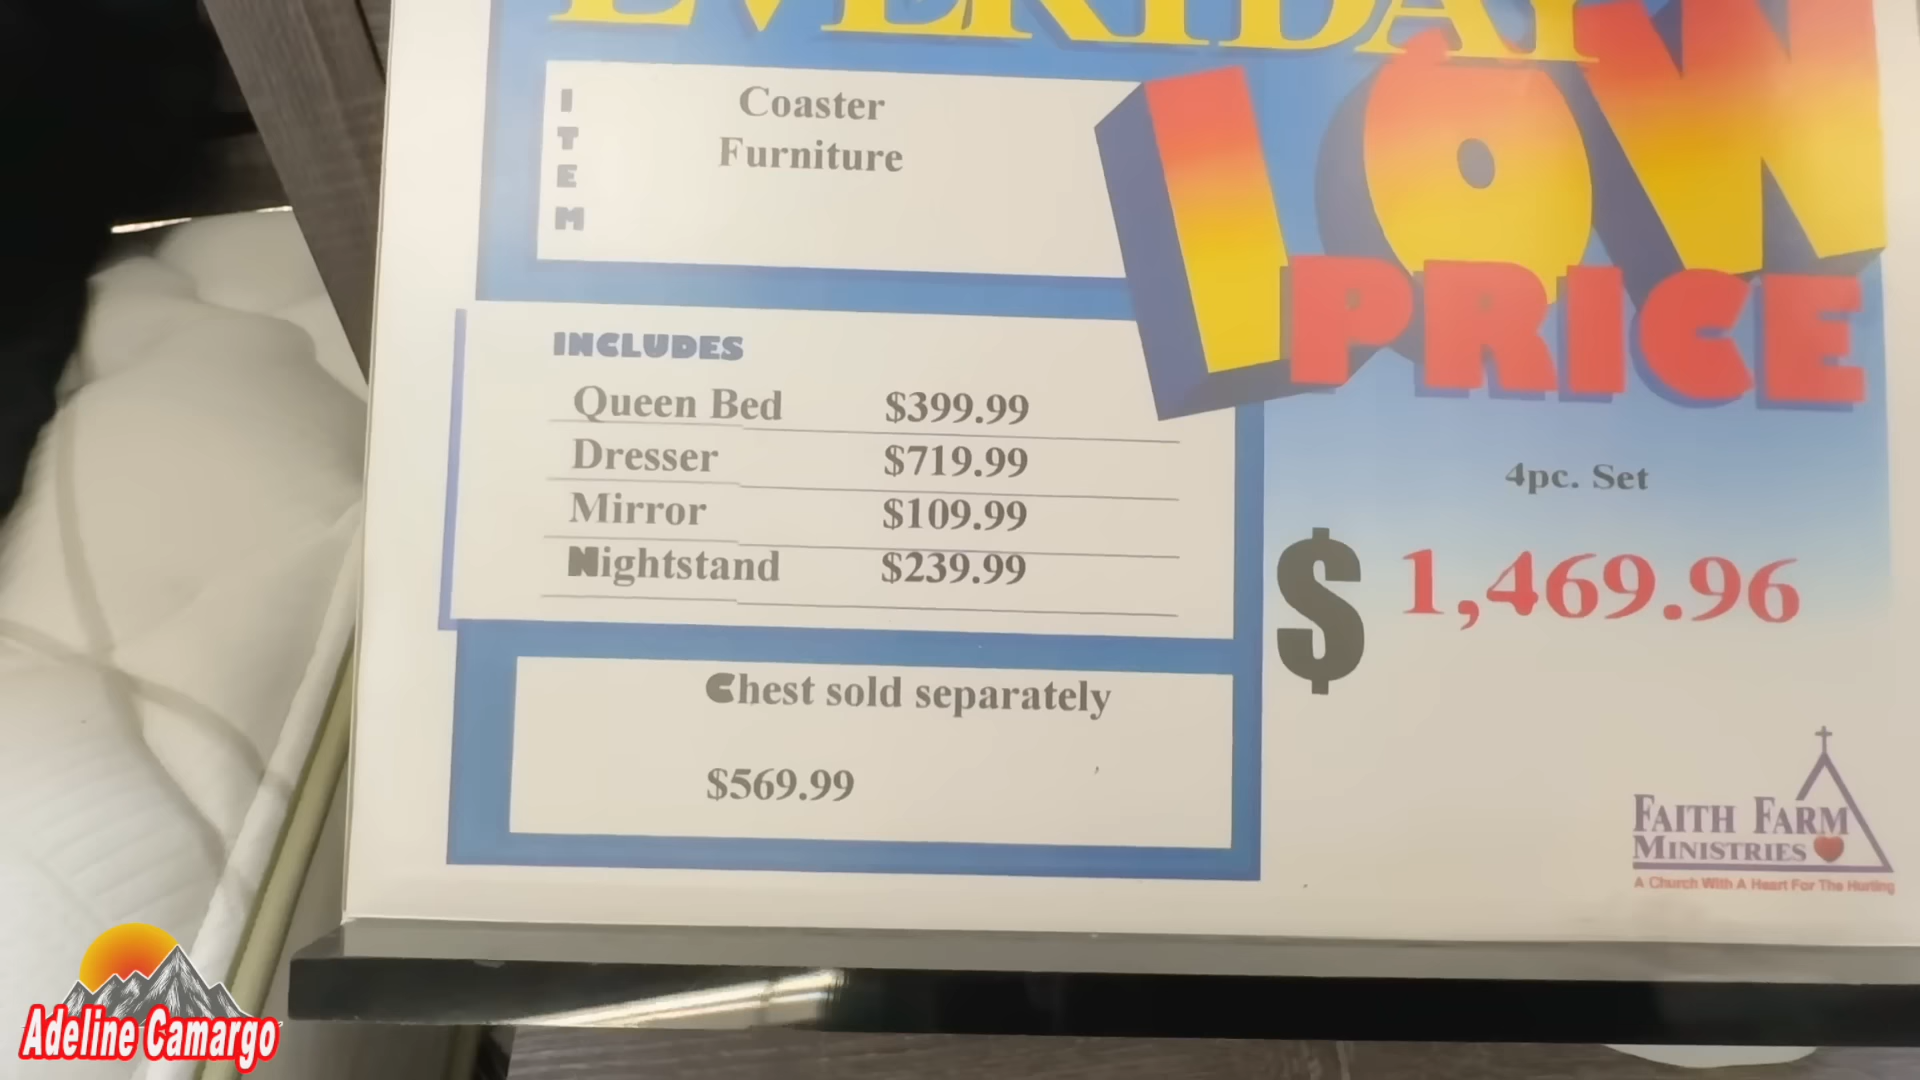 EVERYDAY
LOW
PRICE
ITEM
Coaster
Furniture
INCLUDES
Queen Bed $399.99
Dresser $719.99
Mirror $109.99
Nightstand $239.99
4pc. Set
$ 1,469.96
Chest sold separately
$569.99
FAITH FARM
MINISTRIES
A Church With A Heart For The Hurting
Adeline Camargo